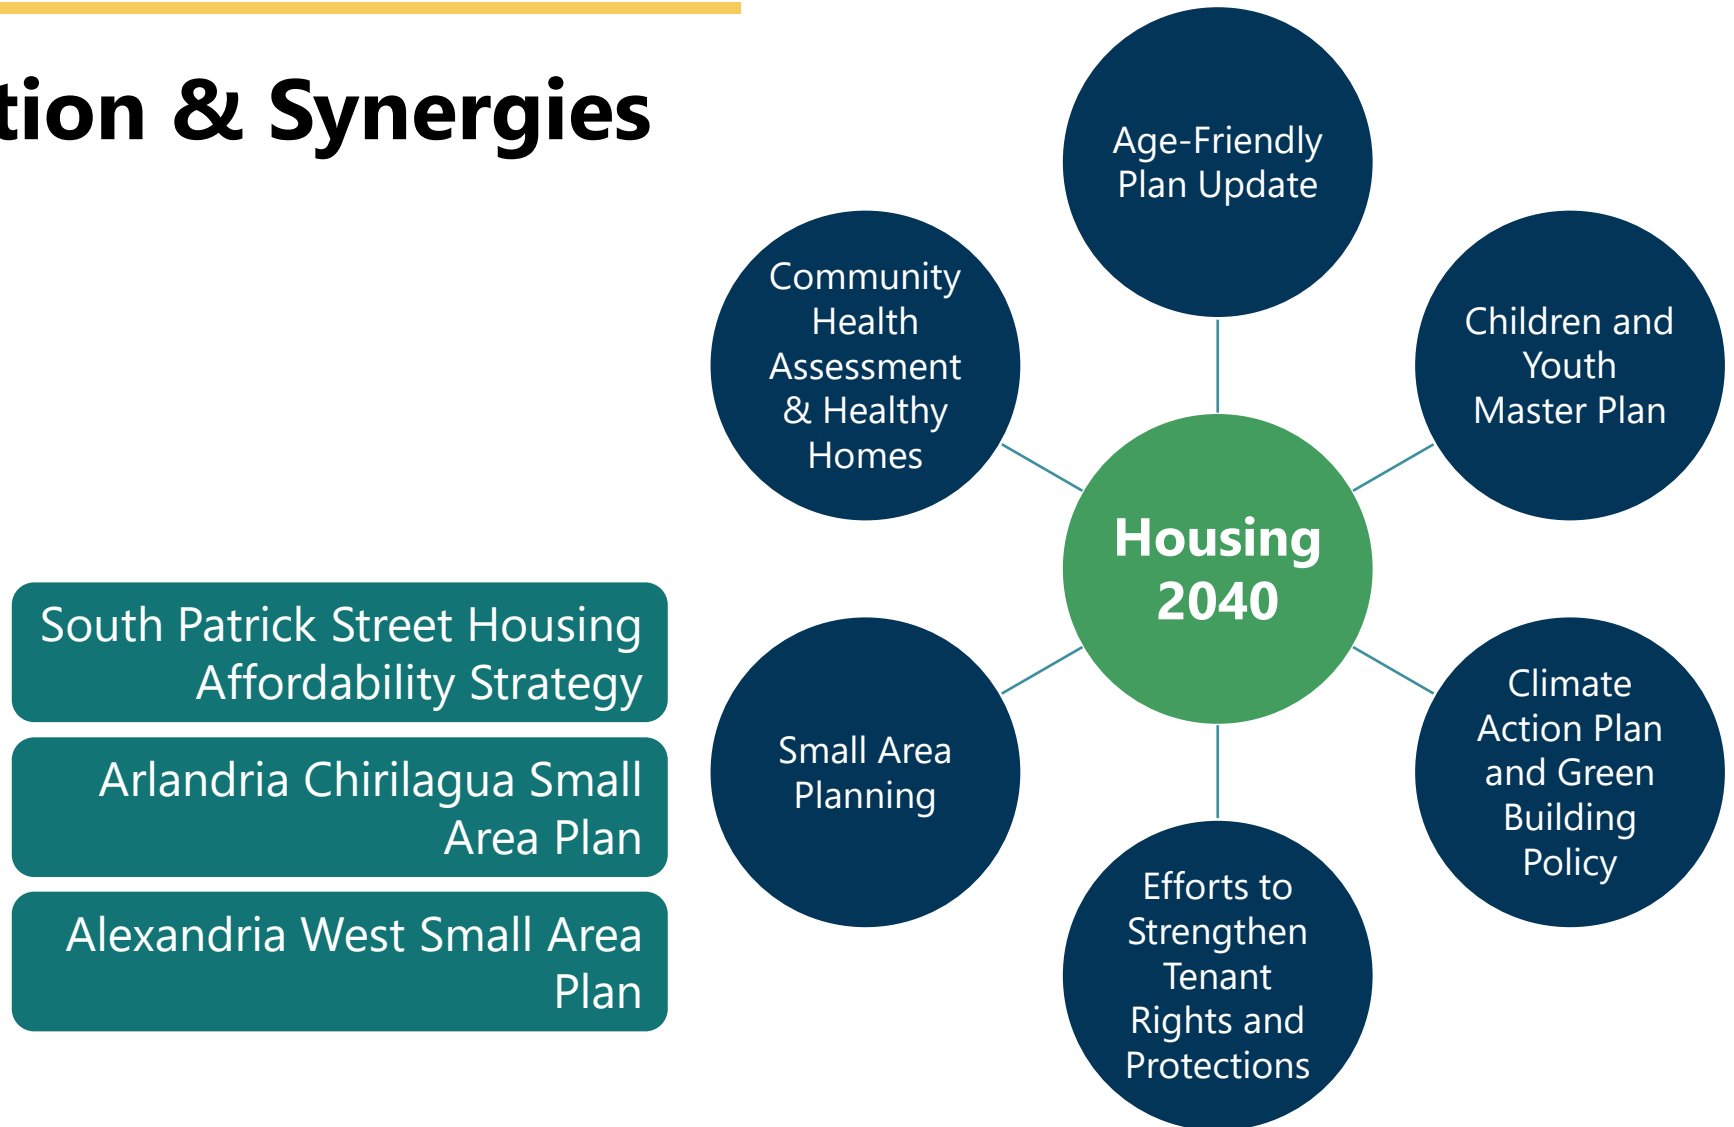 tion & Synergies
Age-Friendly
Plan Update
Community
Health
Assessment
& Healthy
Homes
Children and
Youth
Master Plan
Housing
2040
South Patrick Street Housing
Affordability Strategy
Arlandria Chirilagua Small
Area Plan
Alexandria West Small Area
Plan
Small Area
Planning
Climate
Action Plan
and Green
Building
Policy
Efforts to
Strengthen
Tenant
Rights and
Protections